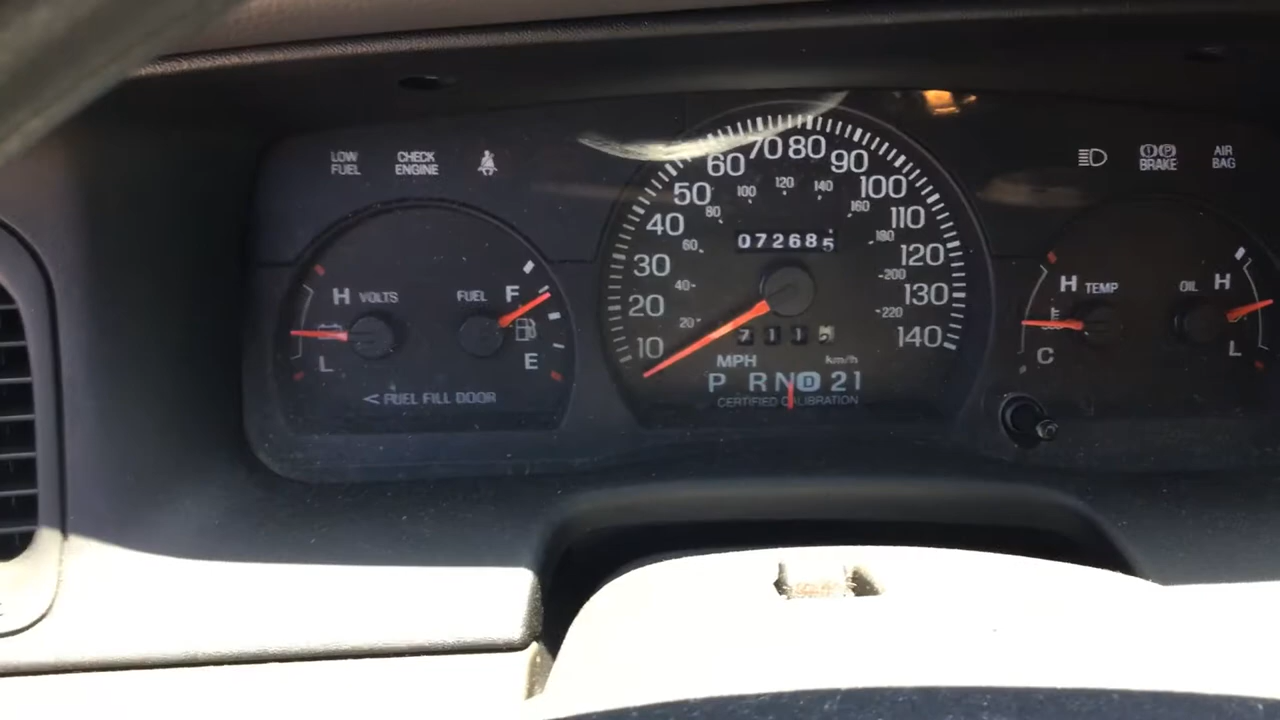 LOW FUEL
CHECK ENGINE
BRAKE
AIR BAG
H VOLTS
L
FUEL F
E
< FUEL FILL DOOR
10 20 30 40 50 60 70 80 90 100 110 120 130 140
20 40 60 80 100 120 140 160 180 200 220
072685
MPH
km/h
P R N D 2 1
CERTIFIED CALIBRATION
H TEMP
C
OIL H
L